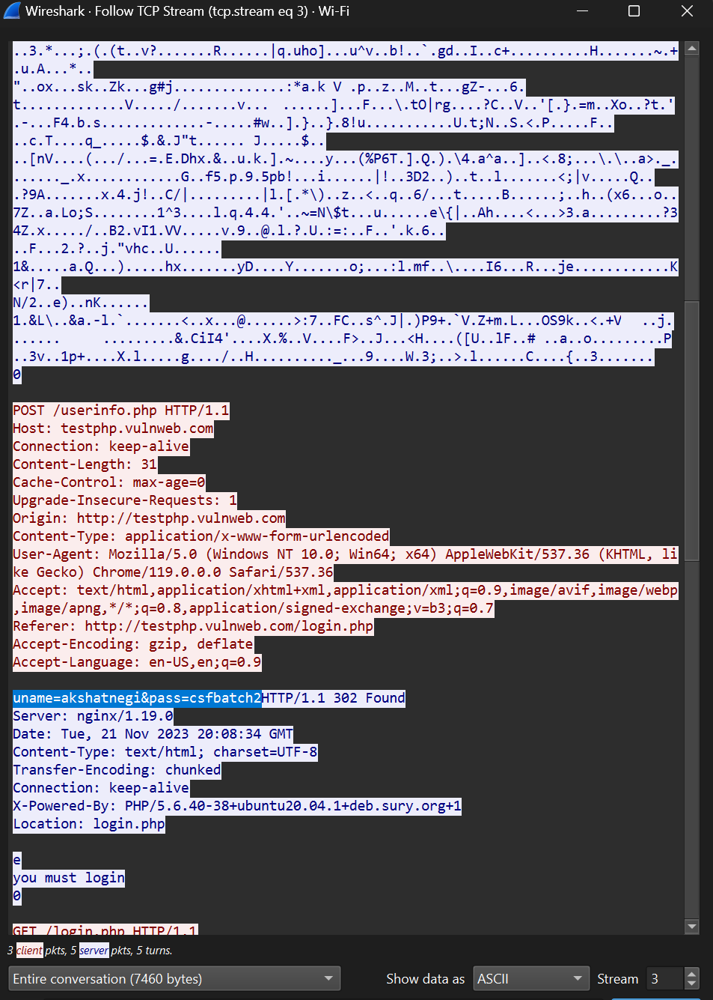 Wireshark · Follow TCP Stream (tcp.stream eq 3) · Wi-Fi
..3.*...;.(.(t..v?.......R......|q.uho]...u^v..b!..`.gd..I..c+..........H.......~.+
.u.A...*..
"..ox...sk..Zk...g#j..............:*a.k V .p..z..M..t...gZ-...6.
t.............V...../.......v... ......]...F...\.tO|rg....?C..V..'[.}.=m..Xo..?t.'
.-...F4.b.s.............-.....#w..].}..}.8!u...........U.t;N..S.<.P.....F..
..c.T....q_.....$.&.J"t...... J.....$..
..[nV....(.../...=.E.Dhx.&..u.k.].~....y...(%P6T.].Q.).\4.a^a..]..<.8;...\.\..a>._.
......_.x............G..f5.p.9.5pb!...i......|!..3D2..)..t..l.......<;|v.....Q..
.?9A.......x.4.j!..C/|.........|l.[.*\)..z..<..q..6/...t.....B......;..h..(x6...o..
7Z..a.Lo;S........1^3....l.q.4.4.'..~=N\$t...u......e\{|..Ah....<...>3.a.........?3
4Z.x...../..B2.vI1.VV.....v.9..@.l.?.U.:=:..F..'.k.6..
..F...2.?..j."vhc..U......
1&.....a.Q...).....hx.......yD....Y.......o;...:l.mf..\....I6...R...je............K
<r|7..
N/2..e)..nK......
1.&L\..&a.-l.`.......<..x...@......>:7..FC..s^.J|.)P9+.`V.Z+m.L...OS9k..<.+V ..j.
...... .........&.CiI4'....X.%..V....F>..J...<H....([U..lF..# ..a..o.........P
..3v..1p+....X.l.....g..../..H.........._...9....W.3;..>.l......C....{..3.......
0
POST /userinfo.php HTTP/1.1
Host: testphp.vulnweb.com
Connection: keep-alive
Content-Length: 31
Cache-Control: max-age=0
Upgrade-Insecure-Requests: 1
Origin: http://testphp.vulnweb.com
Content-Type: application/x-www-form-urlencoded
User-Agent: Mozilla/5.0 (Windows NT 10.0; Win64; x64) AppleWebKit/537.36 (KHTML, li
ke Gecko) Chrome/119.0.0.0 Safari/537.36
Accept: text/html,application/xhtml+xml,application/xml;q=0.9,image/avif,image/webp
,image/apng,*/*;q=0.8,application/signed-exchange;v=b3;q=0.7
Referer: http://testphp.vulnweb.com/login.php
Accept-Encoding: gzip, deflate
Accept-Language: en-US,en;q=0.9
uname=akshatnegi&pass=csfbatch2HTTP/1.1 302 Found
Server: nginx/1.19.0
Date: Tue, 21 Nov 2023 20:08:34 GMT
Content-Type: text/html; charset=UTF-8
Transfer-Encoding: chunked
Connection: keep-alive
X-Powered-By: PHP/5.6.40-38+ubuntu20.04.1+deb.sury.org+1
Location: login.php
e
you must login
0
GET /login.php HTTP/1.1
3 client pkts, 5 server pkts, 5 turns.
Entire conversation (7460 bytes)
Show data as ASCII
Stream 3